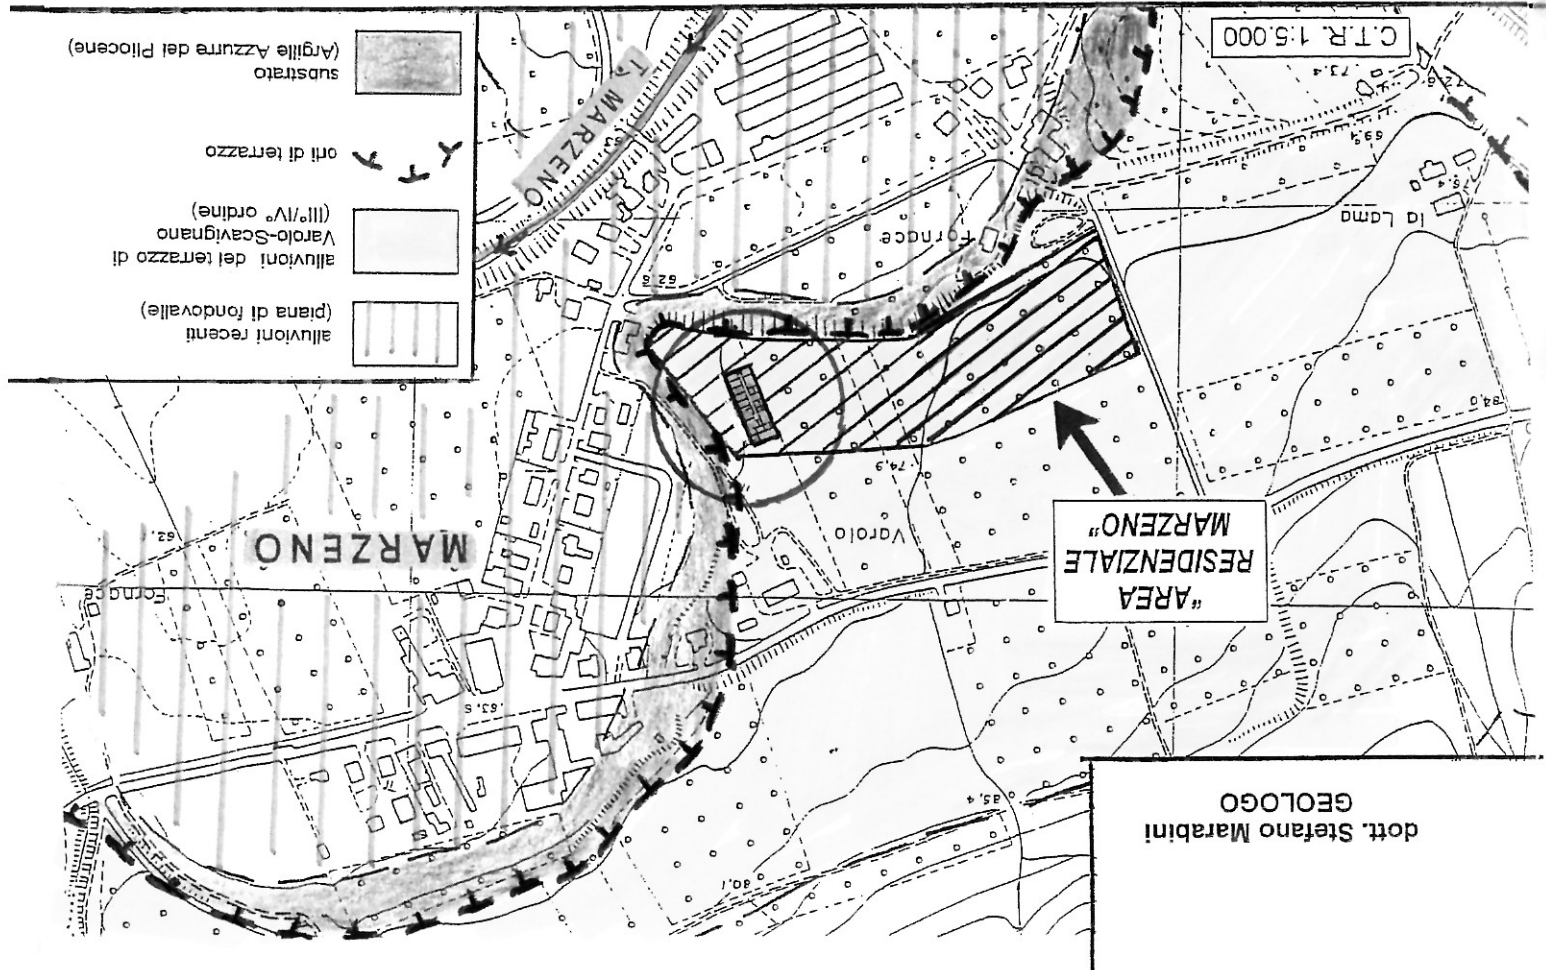 dott. Stefano Marabini
GEOLOGO
85,4
80,1
"AREA
RESIDENZIALE
MARZENO"
63,5
Fornace
MARZENO
62,
Varolo
74,9
84,0
alluvioni recenti
(piana di fondovalle)
alluvioni del terrazzo di
Varolo-Scavignano
(III°/IV° ordine)
orli di terrazzo
substrato
(Argille Azzurre del Pliocene)
62,6
Fornace
la Lama
T. MARZENO
69,4
73,4
C.T.R. 1:5.000